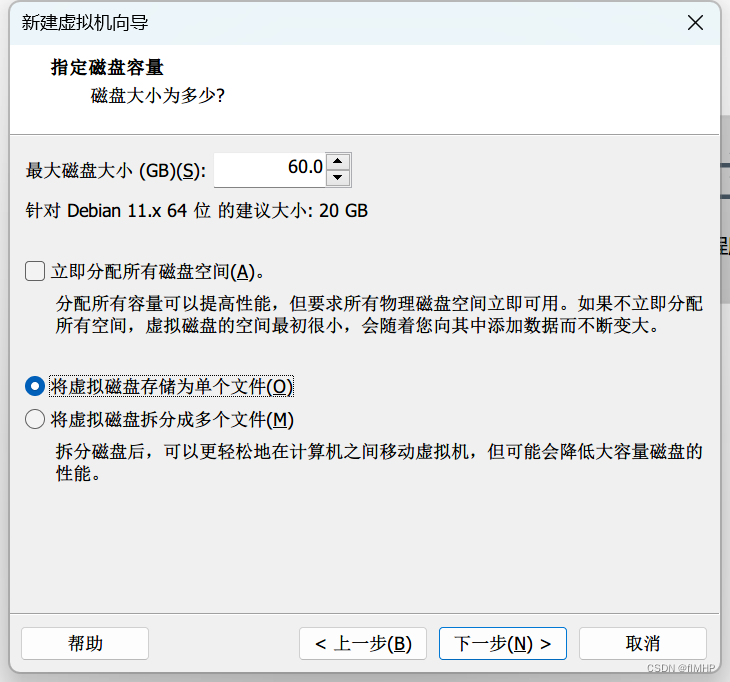 新建虚拟机向导
指定磁盘容量
磁盘大小为多少?
最大磁盘大小 (GB)(S): 60.0
针对 Debian 11.x 64 位 的建议大小: 20 GB
立即分配所有磁盘空间(A)。
分配所有容量可以提高性能，但要求所有物理磁盘空间立即可用。如果不立即分配
所有空间，虚拟磁盘的空间最初很小，会随着您向其中添加数据而不断变大。
将虚拟磁盘存储为单个文件(O)
将虚拟磁盘拆分成多个文件(M)
拆分磁盘后，可以更轻松地在计算机之间移动虚拟机，但可能会降低大容量磁盘的
性能。
帮助 < 上一步(B) 下一步(N) > 取消
CSDN @flMHP